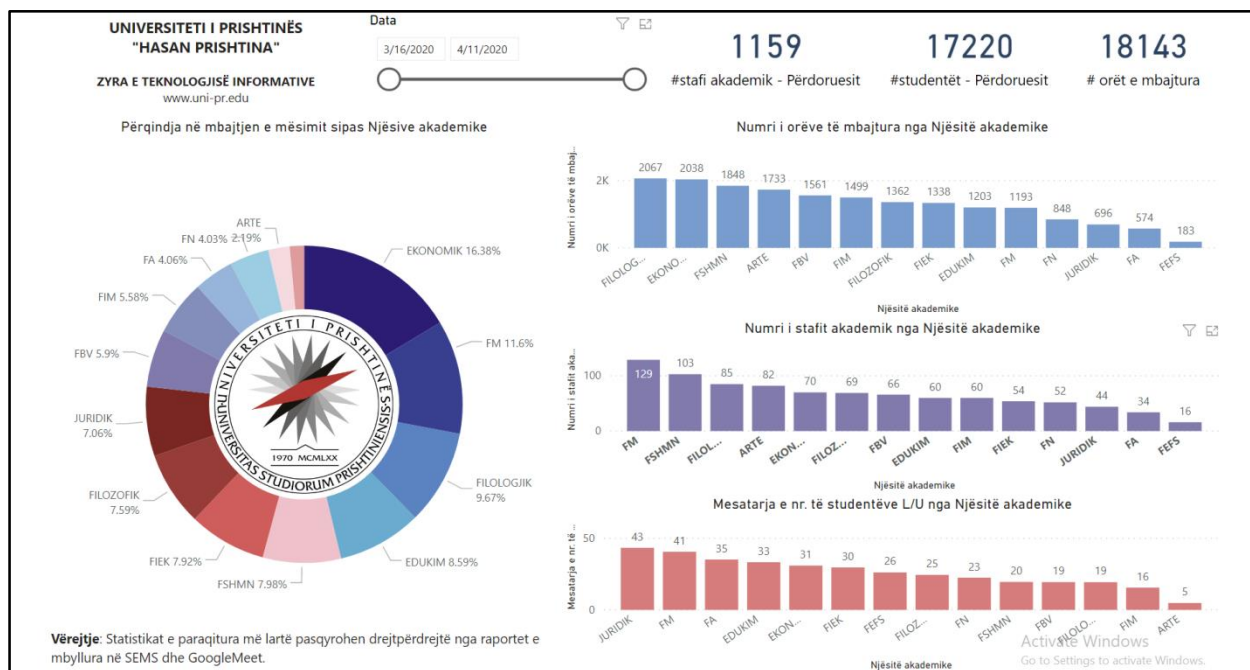 UNIVERSITETI I PRISHTINËS
"HASAN PRISHTINA"
ZYRA E TEKNOLOGJISË INFORMATIVE
www.uni-pr.edu
Data
3/16/2020 4/11/2020
1159
#stafi akademik - Përdoruesit
17220
#studentët - Përdoruesit
18143
# orët e mbajtura
Përqindja në mbajtjen e mësimit sipas Njësive akademike
ARTE
2.19%
FN 4.03%
FA 4.06%
FIM 5.58%
FBV 5.9%
JURIDIK
7.06%
FILOZOFIK
7.59%
FIEK 7.92%
FSHMN 7.98%
EDUKIM 8.59%
FILOLOGJIK
9.67%
FM 11.6%
EKONOMIK 16.38%
UNIVERSITETI I PRISHTINËS
UNIVERSITAS STUDIORUM PRISHTINIENSIS
1970 MCMLXX
Numri i orëve të mbajtura nga Njësitë akademike
Numri i orëve të mbaj...
2K
0K
2067 2038 1848 1733 1561 1499 1362 1338 1203 1193 848 696 574 183
FILOLOG... EKONO... FSHMN ARTE FBV FIM FILOZOFIK FIEK EDUKIM FM FN JURIDIK FA FEFS
Njësitë akademike
Numri i stafit akademik nga Njësitë akademike
Numri i stafit aka...
100
0
129 103 85 82 70 69 66 60 60 54 52 44 34 16
FM FSHMN FILOL... ARTE EKON... FILOZ... FBV EDUKIM FIM FIEK FN JURIDIK FA FEFS
Njësitë akademike
Mesatarja e nr. të studentëve L/U nga Njësitë akademike
Mesatarja e nr. të ...
50
0
43 41 35 33 31 30 26 25 23 20 19 19 16 5
JURIDIK FM FA EDUKIM EKON... FIEK FEFS FILOZ... FN FSHMN FBV FILOLO... FIM ARTE
Njësitë akademike
Vërejtje: Statistikat e paraqitura më lartë pasqyrohen drejtpërdrejtë nga raportet e
mbyllura në SEMS dhe GoogleMeet.
Activate Windows
Go to Settings to activate Windows.